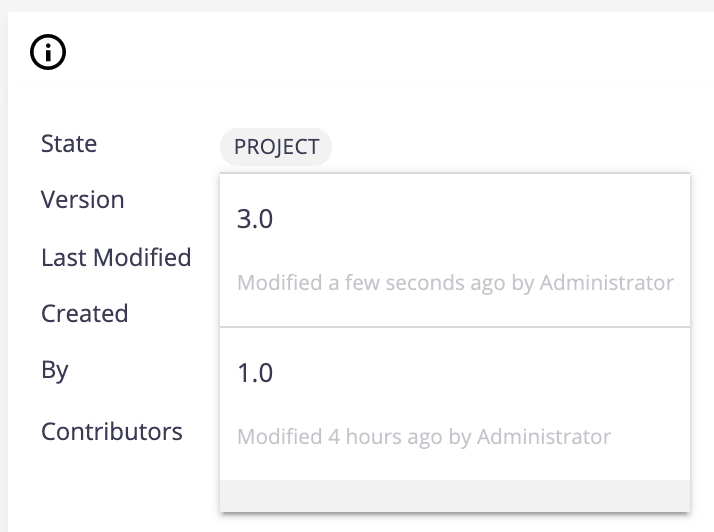 State
PROJECT
Version
3.0
Last Modified
Modified a few seconds ago by Administrator
Created
By
1.0
Contributors
Modified 4 hours ago by Administrator